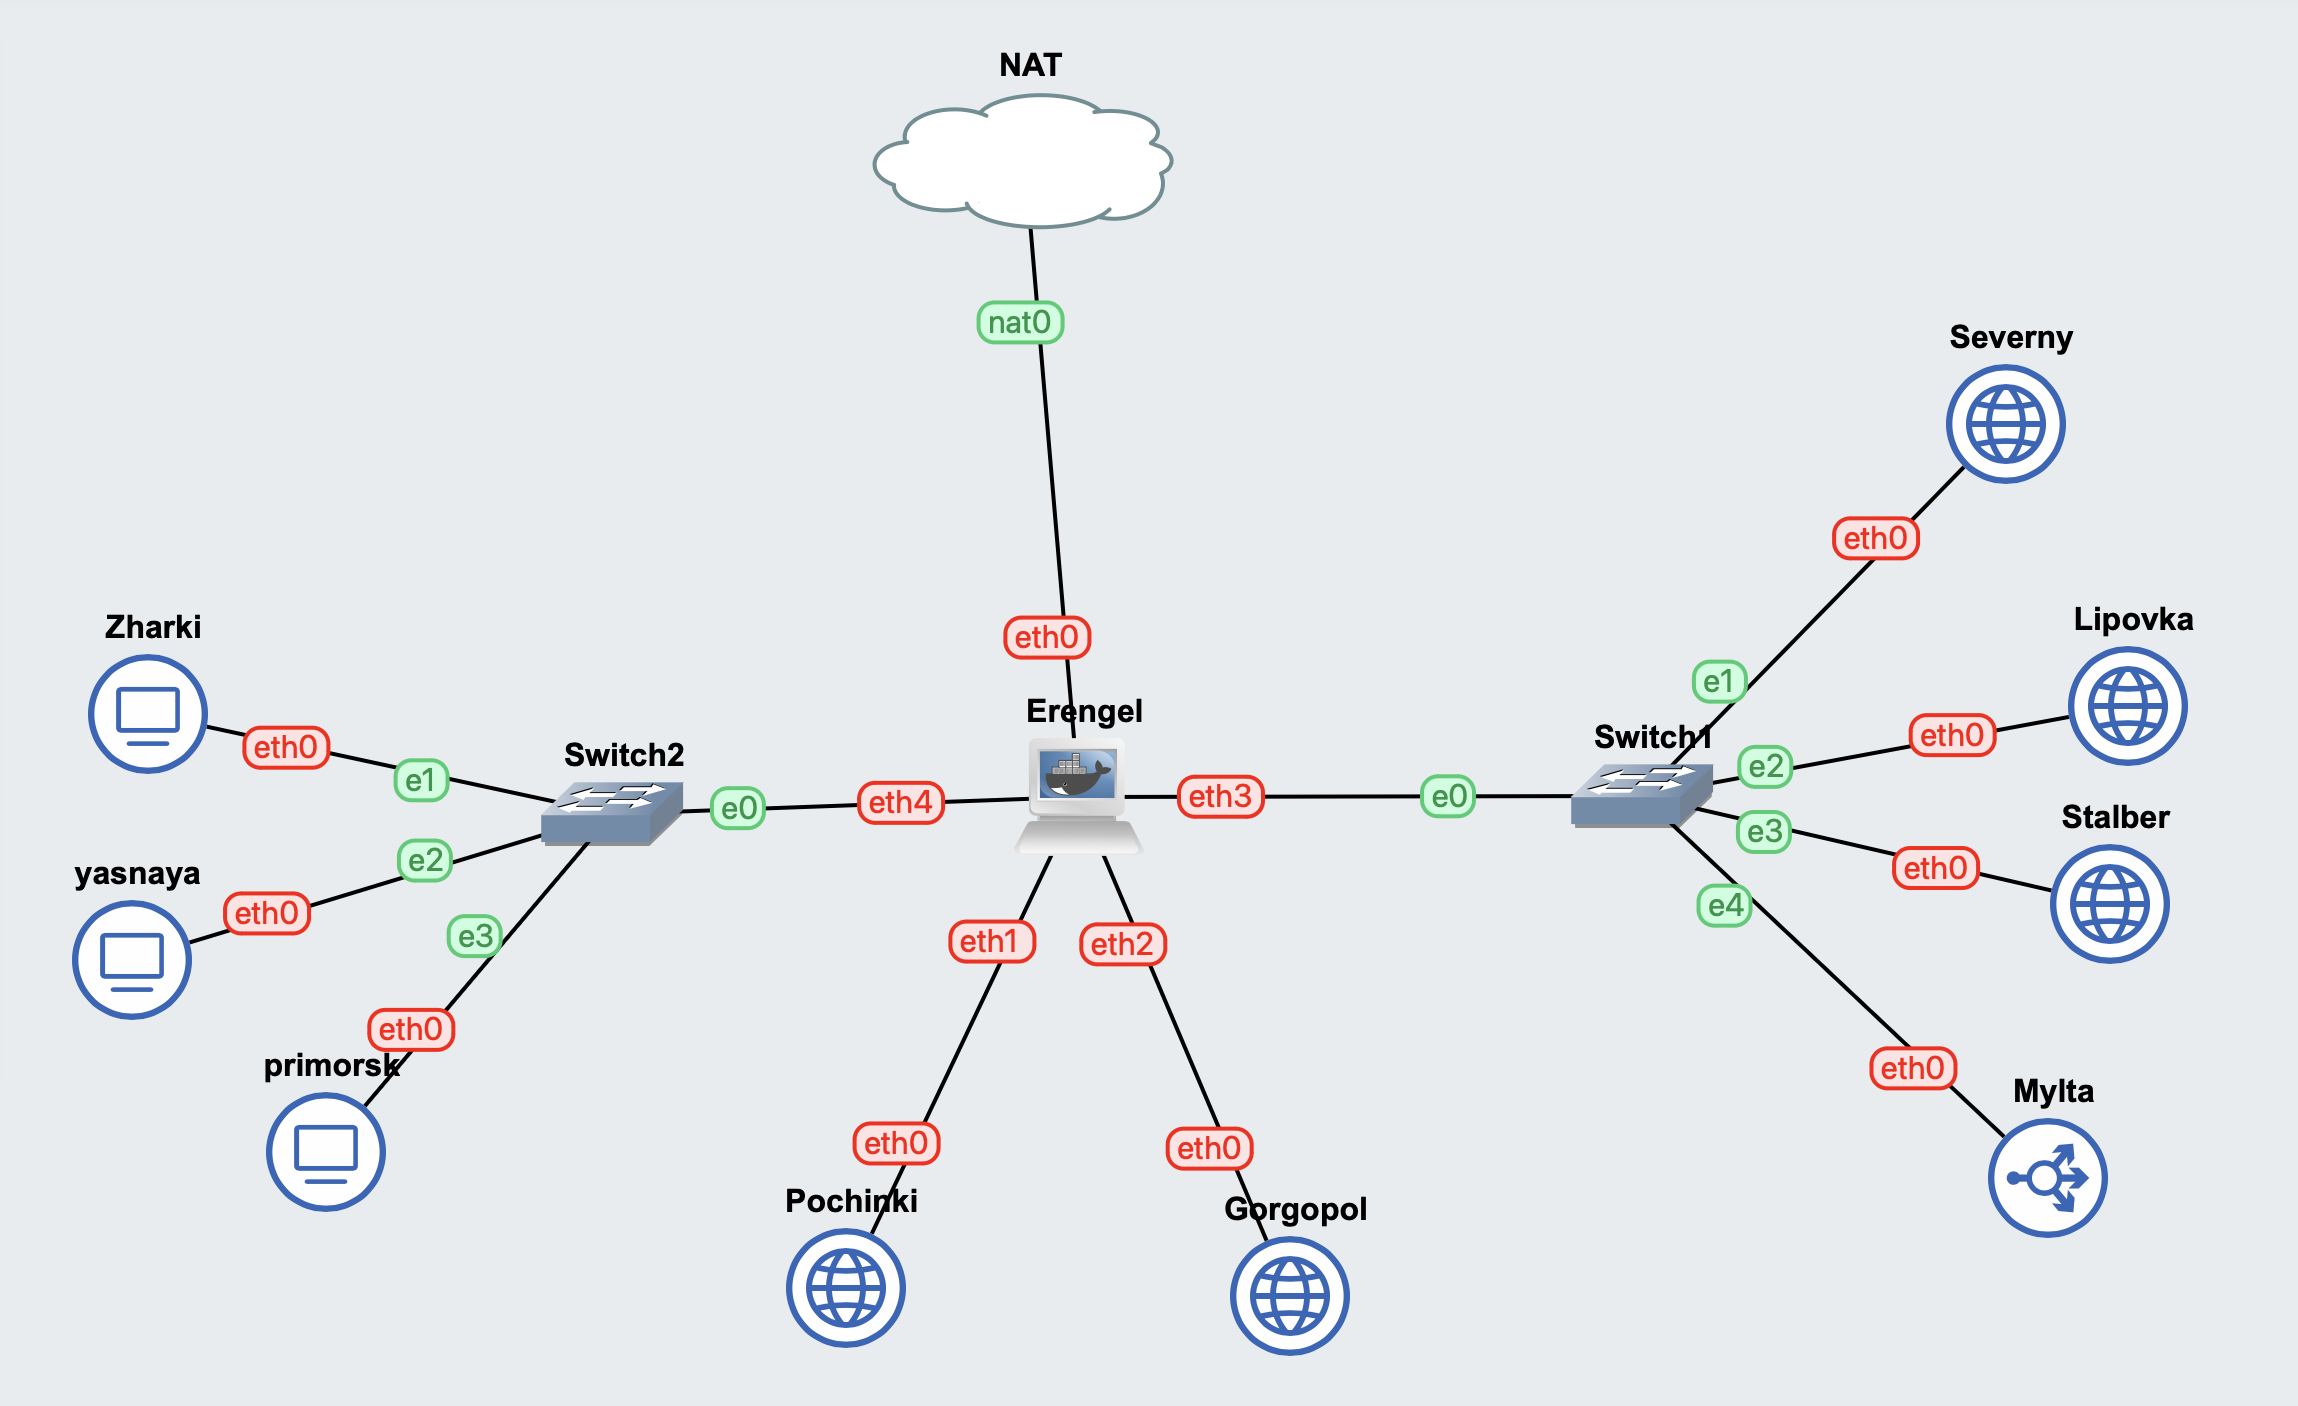 NAT
nat0
Severny
eth0
Lipovka
Zharki
eth0
e1
eth0
Erengel
eth0
Switch2
Switch1
e2
eth0
e1
e0
eth4
eth3
e0
Stalber
e3
eth0
yasnaya
e2
eth0
e3
e4
eth1
eth2
eth0
primorsk
eth0
Mylta
eth0
eth0
Pochinki
Gorgopol